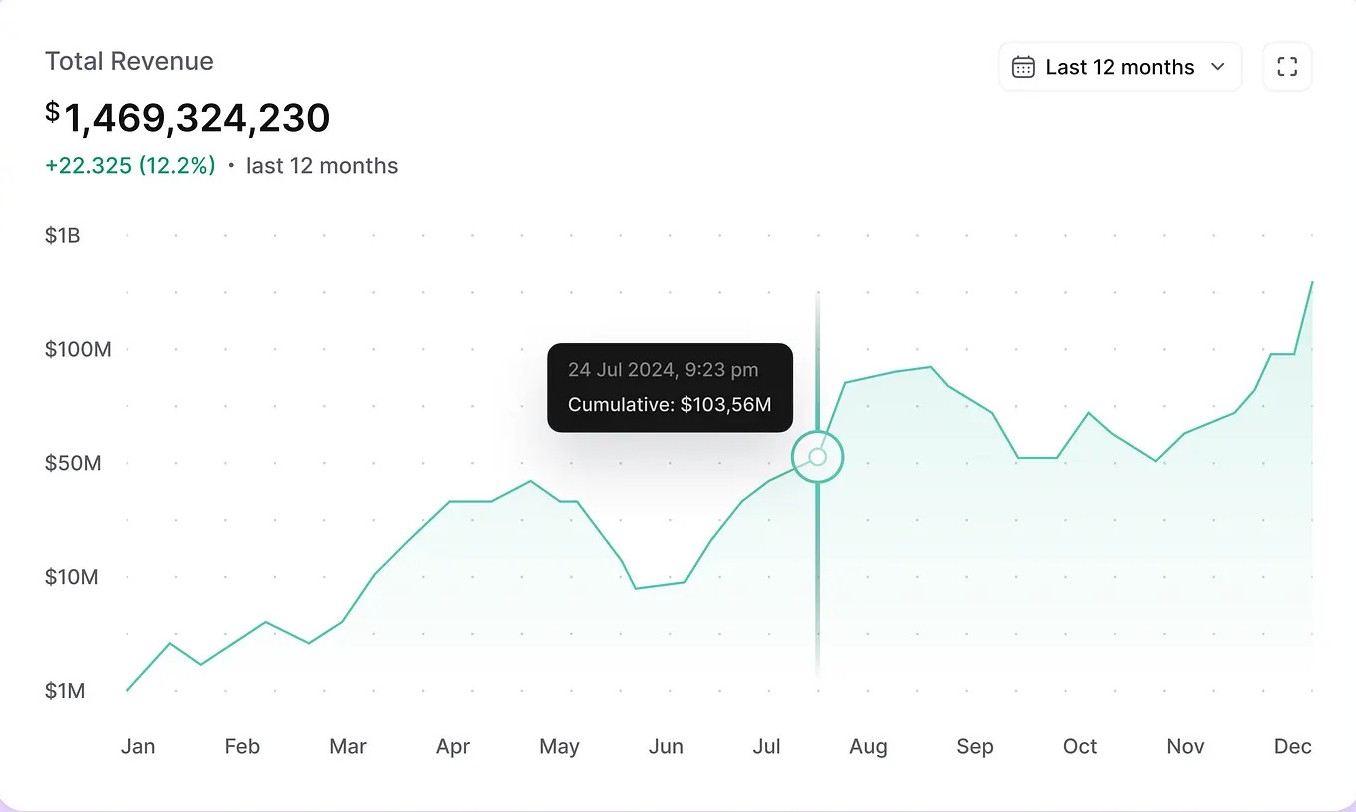 Total Revenue
Last 12 months
$1,469,324,230
+22.325 (12.2%) • last 12 months
$1B
$100M
24 Jul 2024, 9:23 pm
Cumulative: $103,56M
$50M
$10M
$1M
Jan Feb Mar Apr May Jun Jul Aug Sep Oct Nov Dec